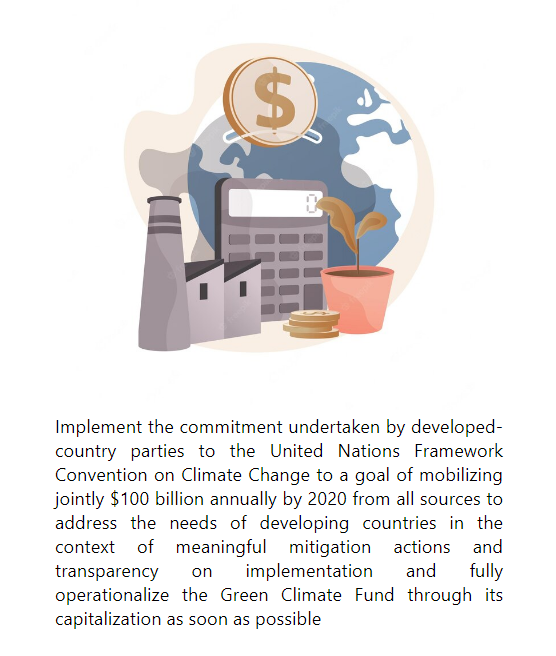 $
0
Implement the commitment undertaken by developed-
country parties to the United Nations Framework
Convention on Climate Change to a goal of mobilizing
jointly $100 billion annually by 2020 from all sources to
address the needs of developing countries in the
context of meaningful mitigation actions and
transparency on implementation and fully
operationalize the Green Climate Fund through its
capitalization as soon as possible